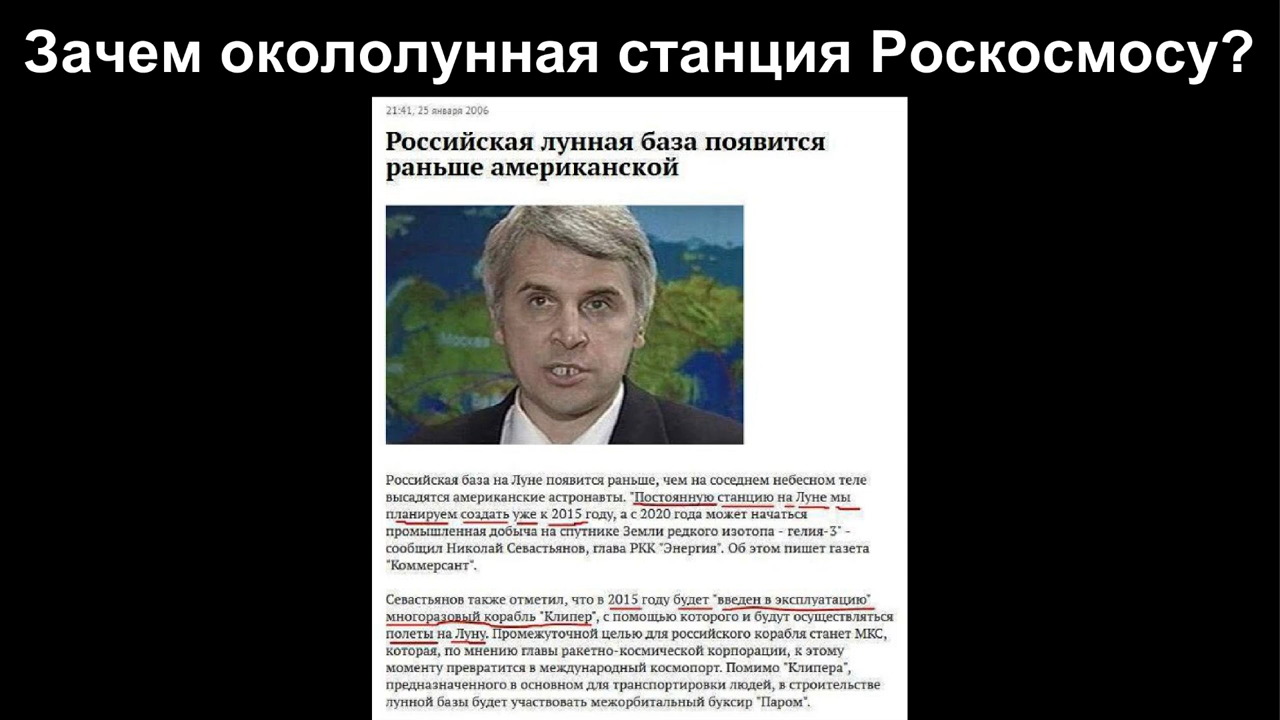 Зачем окололунная станция Роскосмосу?
21:41, 25 января 2006
Российская лунная база появится
раньше американской
Москва
Российская база на Луне появится раньше, чем на соседнем небесном теле
высадятся американские астронавты. "Постоянную станцию на Луне мы
планируем создать уже к 2015 году, а с 2020 года может начаться
промышленная добыча на спутнике Земли редкого изотопа - гелия-3" -
сообщил Николай Севастьянов, глава РКК "Энергия". Об этом пишет газета
"Коммерсант".
Севастьянов также отметил, что в 2015 году будет "введен в эксплуатацию"
многоразовый корабль "Клипер", с помощью которого и будут осуществляться
полеты на Луну. Промежуточной целью для российского корабля станет МКС,
которая, по мнению главы ракетно-космической корпорации, к этому
моменту превратится в международный космопорт. Помимо "Клипера",
предназначенного в основном для транспортировки людей, в строительстве
лунной базы будет участвовать межорбитальный буксир "Паром".